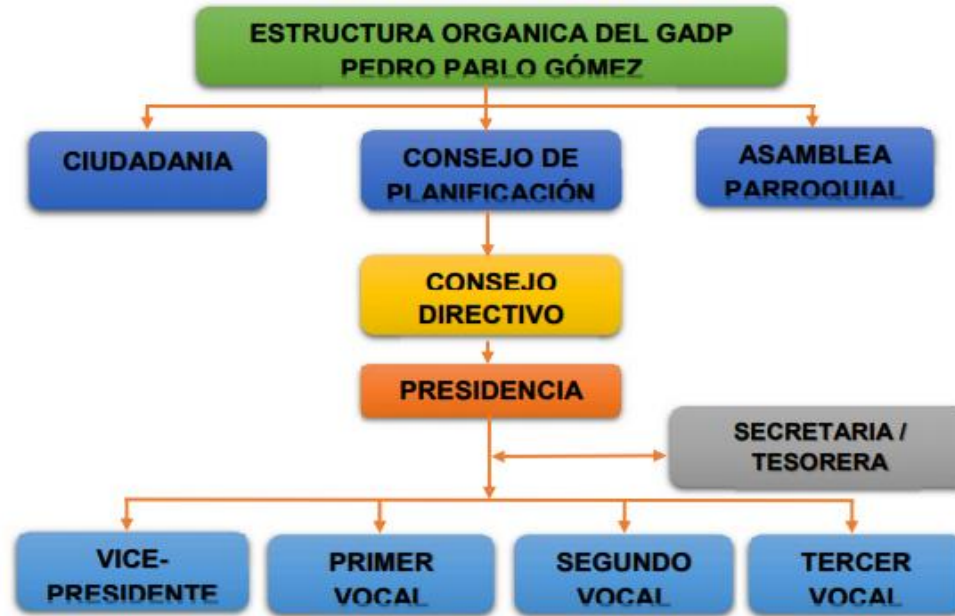 ESTRUCTURA ORGANICA DEL GADP
PEDRO PABLO GÓMEZ
CIUDADANIA
CONSEJO DE
PLANIFICACIÓN
ASAMBLEA
PARROQUIAL
CONSEJO
DIRECTIVO
PRESIDENCIA
SECRETARIA /
TESORERA
VICE-
PRESIDENTE
PRIMER
VOCAL
SEGUNDO
VOCAL
TERCER
VOCAL